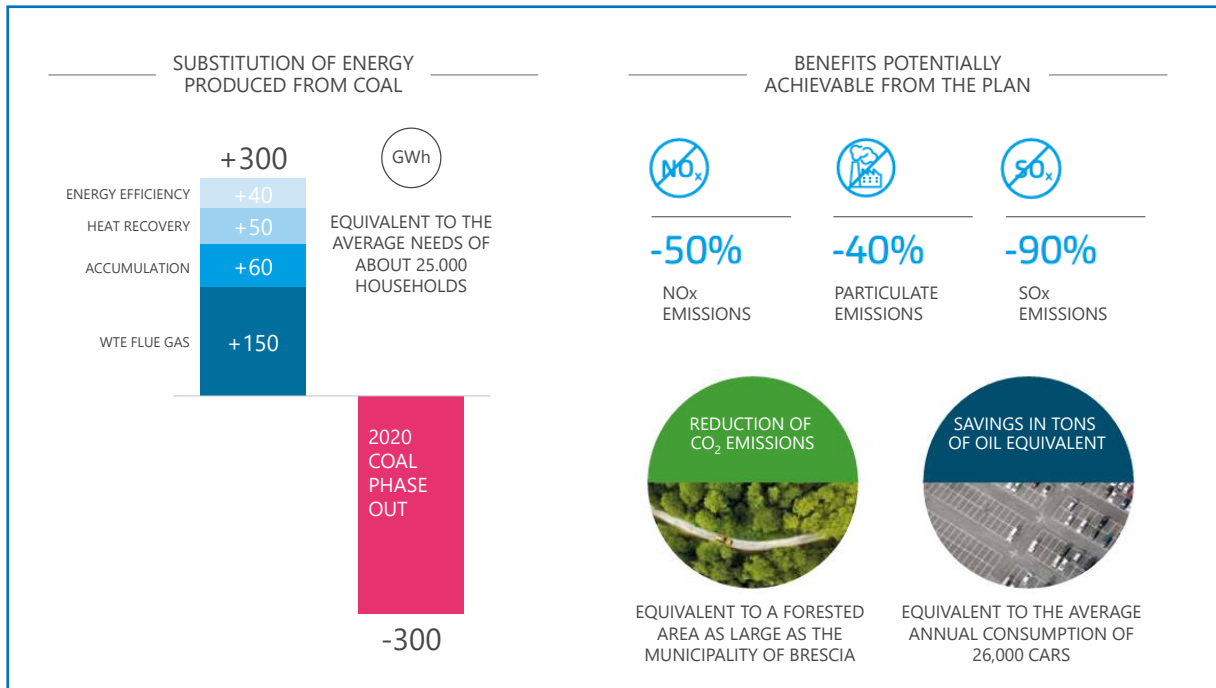 SUBSTITUTION OF ENERGY
PRODUCED FROM COAL
+300
GWh
ENERGY EFFICIENCY
+40
HEAT RECOVERY
+50
ACCUMULATION
+60
WTE FLUE GAS
+150
EQUIVALENT TO THE
AVERAGE NEEDS OF
ABOUT 25.000
HOUSEHOLDS
2020
COAL
PHASE
OUT
-300
BENEFITS POTENTIALLY
ACHIEVABLE FROM THE PLAN
NOx
SOx
-50%
-40%
-90%
NOx
EMISSIONS
PARTICULATE
EMISSIONS
SOx
EMISSIONS
REDUCTION OF
CO₂ EMISSIONS
EQUIVALENT TO A FORESTED
AREA AS LARGE AS THE
MUNICIPALITY OF BRESCIA
SAVINGS IN TONS
OF OIL EQUIVALENT
EQUIVALENT TO THE AVERAGE
ANNUAL CONSUMPTION OF
26,000 CARS